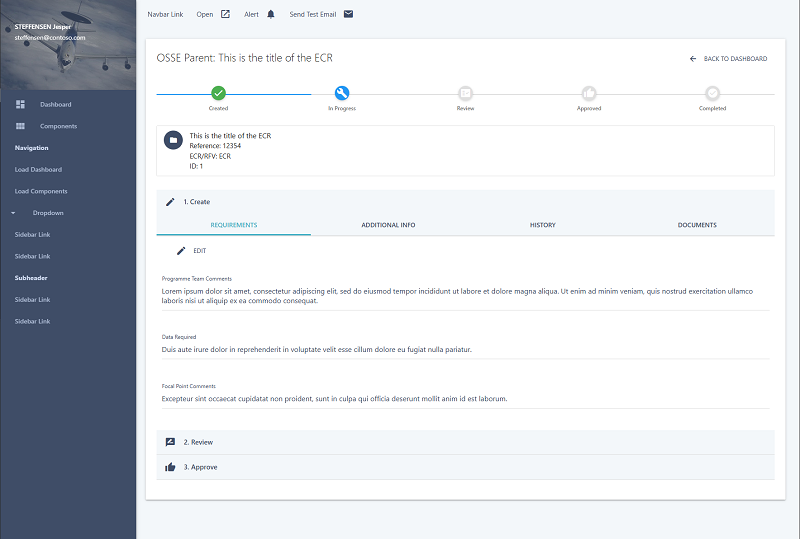 STEFFENSEN Jesper
steffensen@contoso.com
Dashboard
Components
Navigation
Load Dashboard
Load Components
Dropdown
Sidebar Link
Sidebar Link
Subheader
Sidebar Link
Sidebar Link
Navbar Link Open Alert Send Test Email
OSSE Parent: This is the title of the ECR
BACK TO DASHBOARD
Created In Progress Review Approved Completed
This is the title of the ECR
Reference: 12354
ECR/RFV: ECR
ID: 1
1. Create
REQUIREMENTS ADDITIONAL INFO HISTORY DOCUMENTS
EDIT
Programme Team Comments
Lorem ipsum dolor sit amet, consectetur adipiscing elit, sed do eiusmod tempor incididunt ut labore et dolore magna aliqua. Ut enim ad minim veniam, quis nostrud exercitation ullamco
laboris nisi ut aliquip ex ea commodo consequat.
Data Required
Duis aute irure dolor in reprehenderit in voluptate velit esse cillum dolore eu fugiat nulla pariatur.
Focal Point Comments
Excepteur sint occaecat cupidatat non proident, sunt in culpa qui officia deserunt mollit anim id est laborum.
2. Review
3. Approve